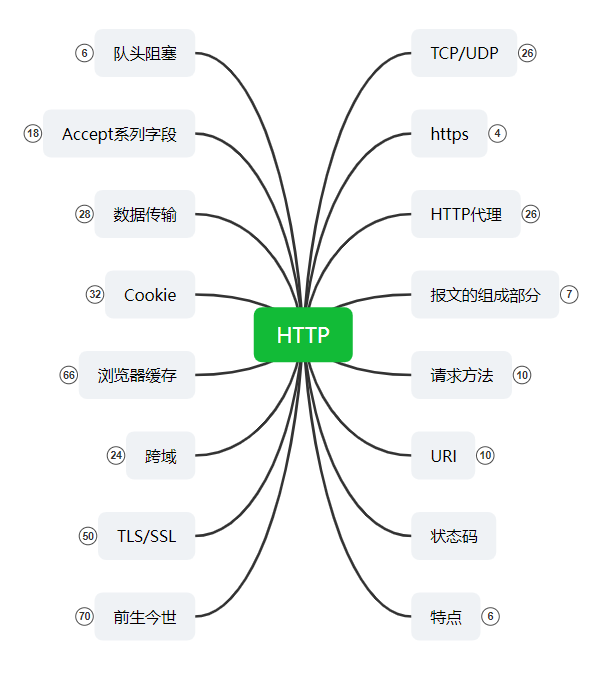 6 队头阻塞
18 Accept系列字段
28 数据传输
32 Cookie
66 浏览器缓存
24 跨域
50 TLS/SSL
70 前生今世
HTTP
TCP/UDP 26
https 4
HTTP代理 26
报文的组成部分 7
请求方法 10
URI 10
状态码
特点 6